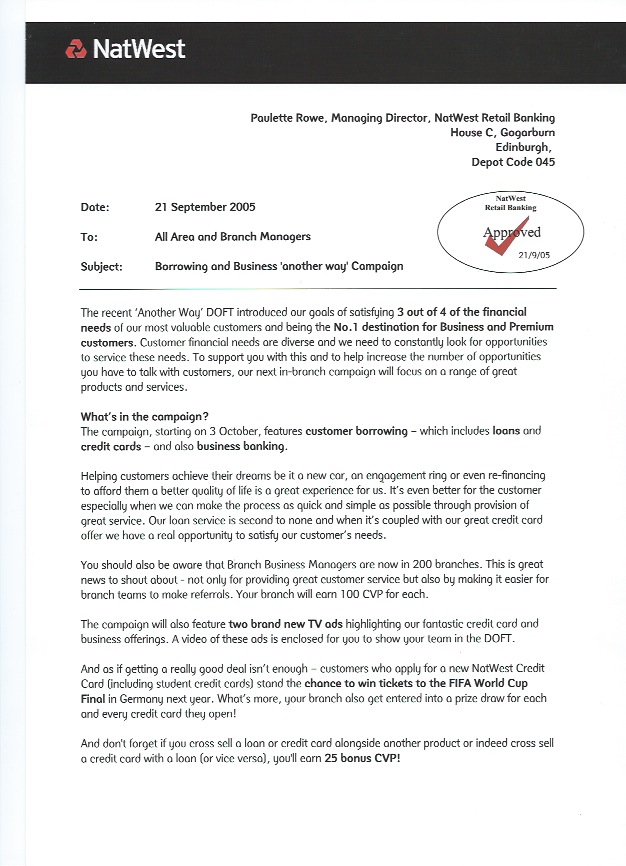 NatWest
Paulette Rowe, Managing Director, NatWest Retail Banking
House C, Gogarburn
Edinburgh,
Depot Code 045
Date: 21 September 2005
To: All Area and Branch Managers
Subject: Borrowing and Business 'another way' Campaign
NatWest
Retail Banking
Approved
21/9/05
The recent 'Another Way' DOFT introduced our goals of satisfying 3 out of 4 of the financial
needs of our most valuable customers and being the No.1 destination for Business and Premium
customers. Customer financial needs are diverse and we need to constantly look for opportunities
to service these needs. To support you with this and to help increase the number of opportunities
you have to talk with customers, our next in-branch campaign will focus on a range of great
products and services.
What's in the campaign?
The campaign, starting on 3 October, features customer borrowing – which includes loans and
credit cards – and also business banking.
Helping customers achieve their dreams be it a new car, an engagement ring or even re-financing
to afford them a better quality of life is a great experience for us. It's even better for the customer
especially when we can make the process as quick and simple as possible through provision of
great service. Our loan service is second to none and when it's coupled with our great credit card
offer we have a real opportunity to satisfy our customer's needs.
You should also be aware that Branch Business Managers are now in 200 branches. This is great
news to shout about - not only for providing great customer service but also by making it easier for
branch teams to make referrals. Your branch will earn 100 CVP for each.
The campaign will also feature two brand new TV ads highlighting our fantastic credit card and
business offerings. A video of these ads is enclosed for you to show your team in the DOFT.
And as if getting a really good deal isn't enough – customers who apply for a new NatWest Credit
Card (including student credit cards) stand the chance to win tickets to the FIFA World Cup
Final in Germany next year. What's more, your branch also get entered into a prize draw for each
and every credit card they open!
And don't forget if you cross sell a loan or credit card alongside another product or indeed cross sell
a credit card with a loan (or vice versa), you'll earn 25 bonus CVP!